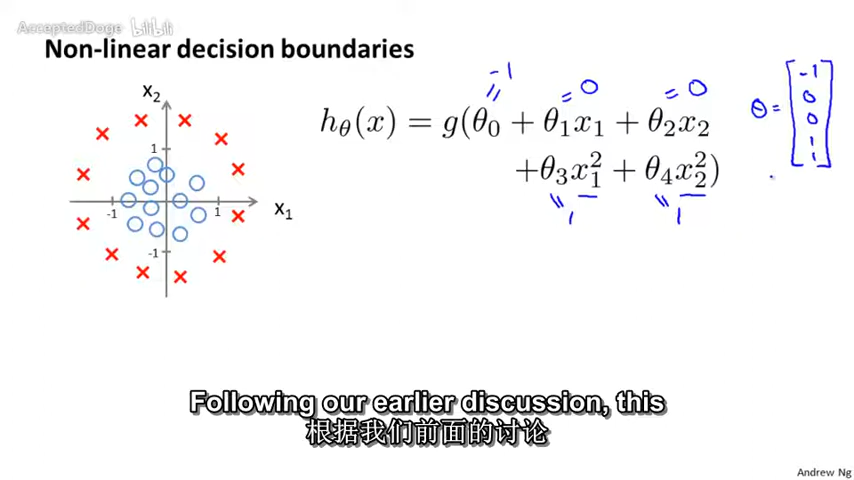 AcceptedDoge bilibili
Non-linear decision boundaries
x₂
1
-1
1
x₁
-1
-1
= 0
= 0
h_θ(x) = g(θ₀ + θ₁x₁ + θ₂x₂
+θ₃x₁² + θ₄x₂²)
= 1
= 1
θ = [-1
0
0
1
1]
Following our earlier discussion, this
根据我们前面的讨论
Andrew Ng